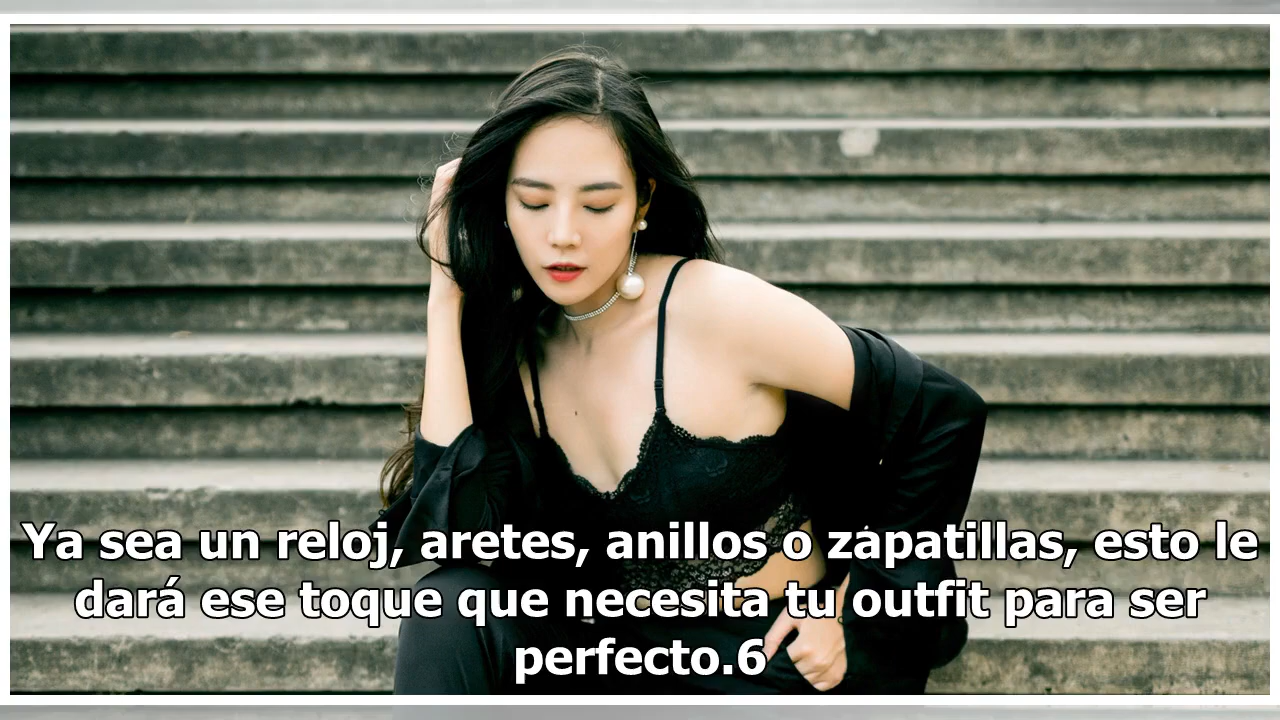 Ya sea un reloj, aretes, anillos o zapatillas, esto le
dará ese toque que necesita tu outfit para ser
perfecto.6